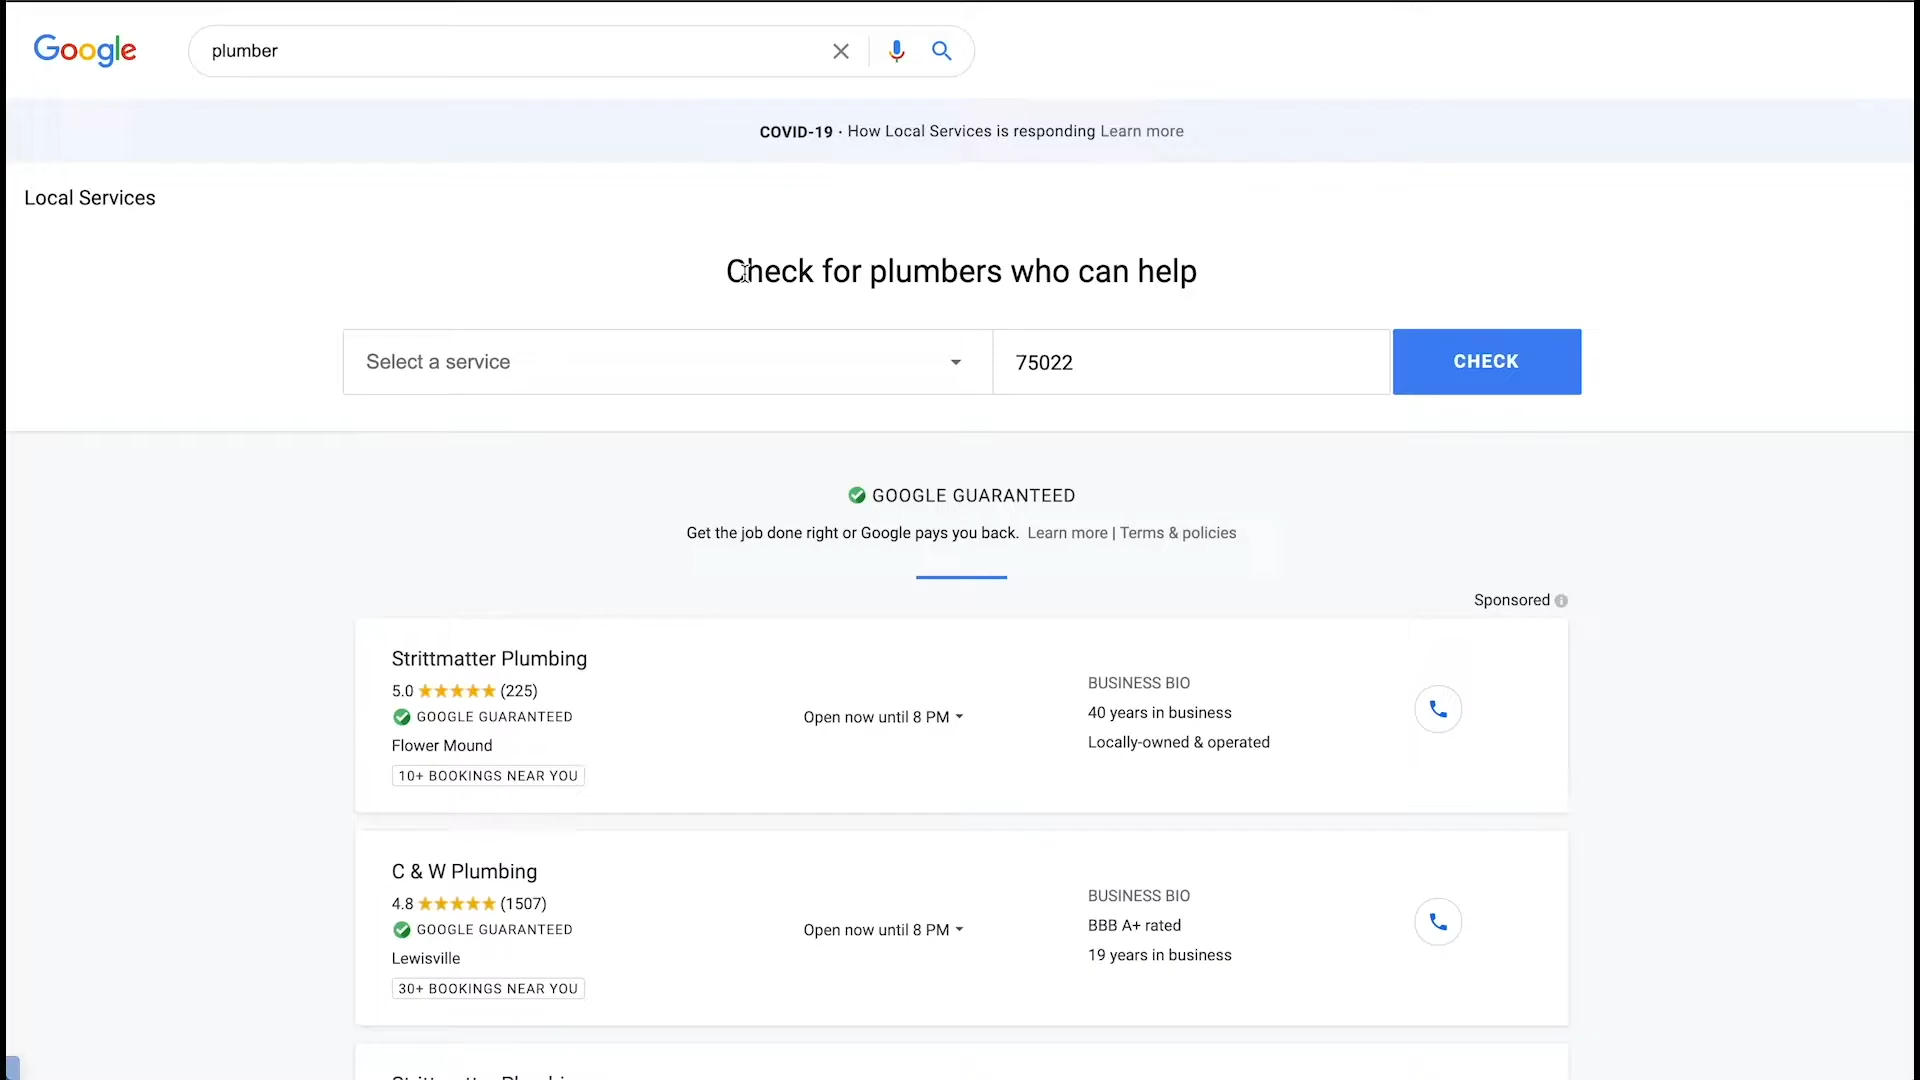 Google
plumber
COVID-19 · How Local Services is responding Learn more
Local Services
Check for plumbers who can help
Select a service
75022
CHECK
GOOGLE GUARANTEED
Get the job done right or Google pays you back. Learn more | Terms & policies
Sponsored
Strittmatter Plumbing
5.0 (225)
GOOGLE GUARANTEED
Flower Mound
10+ BOOKINGS NEAR YOU
Open now until 8 PM
BUSINESS BIO
40 years in business
Locally-owned & operated
C & W Plumbing
4.8 (1507)
GOOGLE GUARANTEED
Lewisville
30+ BOOKINGS NEAR YOU
Open now until 8 PM
BUSINESS BIO
BBB A+ rated
19 years in business